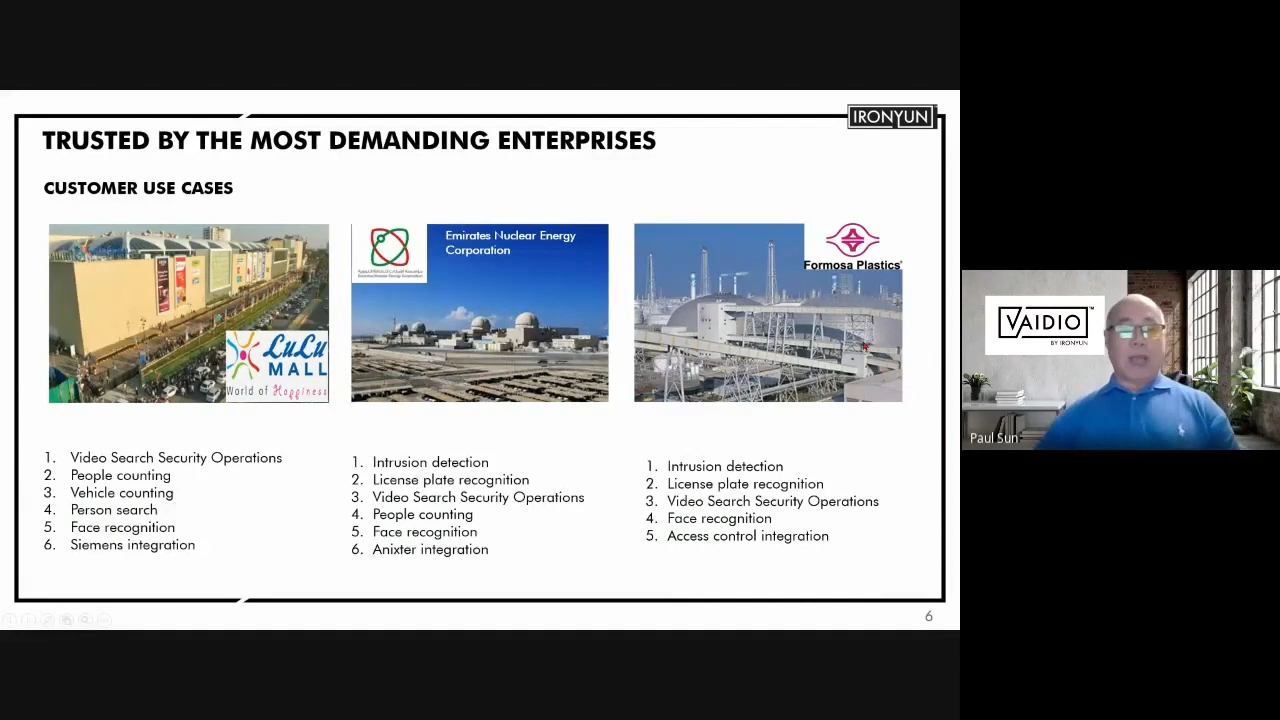 IRONYUN
TRUSTED BY THE MOST DEMANDING ENTERPRISES
CUSTOMER USE CASES
LuLu
MALL
World of Happiness
Emirates Nuclear Energy
Corporation
Formosa Plastics
1. Video Search Security Operations
2. People counting
3. Vehicle counting
4. Person search
5. Face recognition
6. Siemens integration
1. Intrusion detection
2. License plate recognition
3. Video Search Security Operations
4. People counting
5. Face recognition
6. Anixter integration
1. Intrusion detection
2. License plate recognition
3. Video Search Security Operations
4. Face recognition
5. Access control integration
6
VAIDIO™
BY IRONYUN
Paul Sun